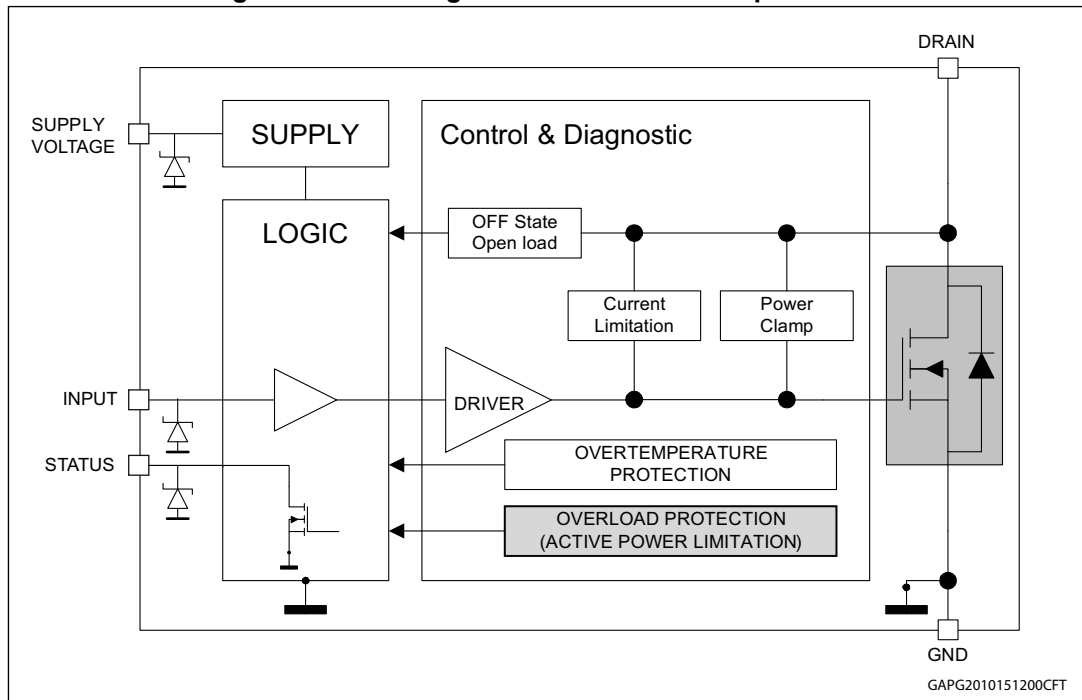 DRAIN
SUPPLY
VOLTAGE
SUPPLY
Control & Diagnostic
LOGIC
OFF State
Open load
Current
Limitation
Power
Clamp
INPUT
DRIVER
STATUS
OVERTEMPERATURE
PROTECTION
OVERLOAD PROTECTION
(ACTIVE POWER LIMITATION)
GND
GAPG2010151200CFT